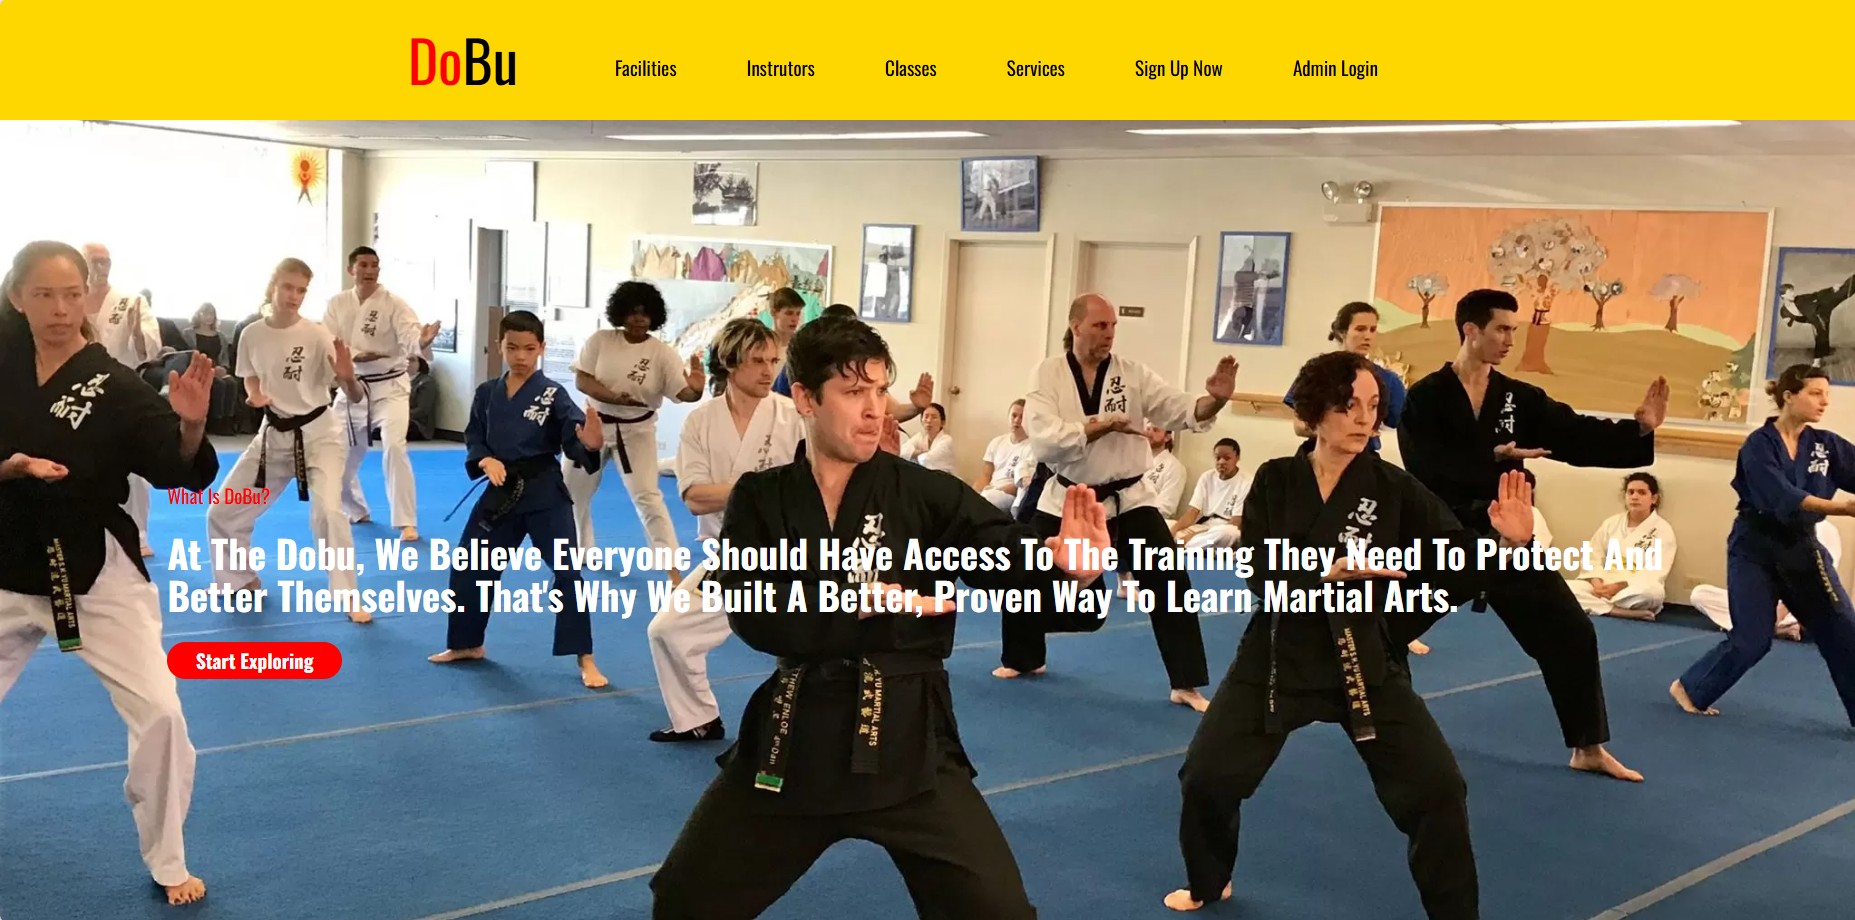 DoBu
Facilities
Instrutors
Classes
Services
Sign Up Now
Admin Login
What Is DoBu?
At The Dobu, We Believe Everyone Should Have Access To The Training They Need To Protect And
Better Themselves. That's Why We Built A Better, Proven Way To Learn Martial Arts.
Start Exploring
忍
耐